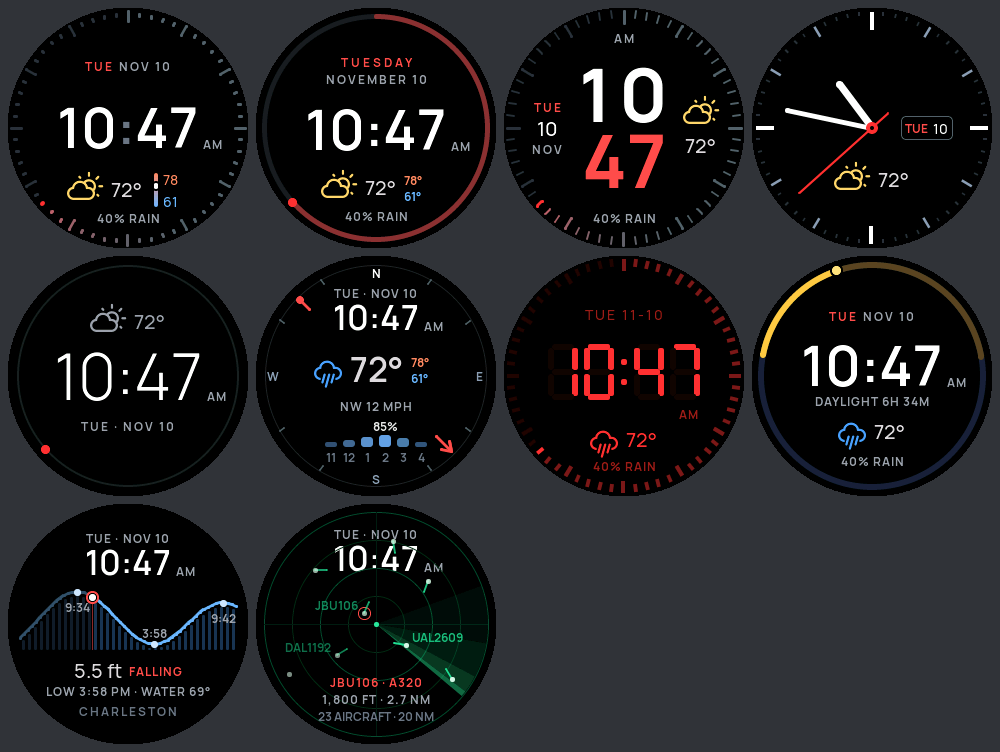 TUE NOV 10
10:47 AM
72° 78 61
40% RAIN
TUESDAY
NOVEMBER 10
10:47 AM
72° 78° 61°
40% RAIN
AM
TUE 10 NOV
10
47
72°
40% RAIN
TUE 10
72°
72°
10:47 AM
TUE · NOV 10
N
TUE · NOV 10
10:47 AM
W 72° 78° 61° E
NW 12 MPH
85%
11 12 1 2 3 4
S
TUE 11-10
10:47
AM
72°
40% RAIN
TUE NOV 10
10:47 AM
DAYLIGHT 6H 34M
72°
40% RAIN
TUE · NOV 10
10:47 AM
9:34 3:58 9:42
5.5 ft FALLING
LOW 3:58 PM · WATER 69°
CHARLESTON
TUE · NOV 10
10:47 AM
JBU106
UAL2609
DAL1192
JBU106 · A320
1,800 FT · 2.7 NM
23 AIRCRAFT · 20 NM